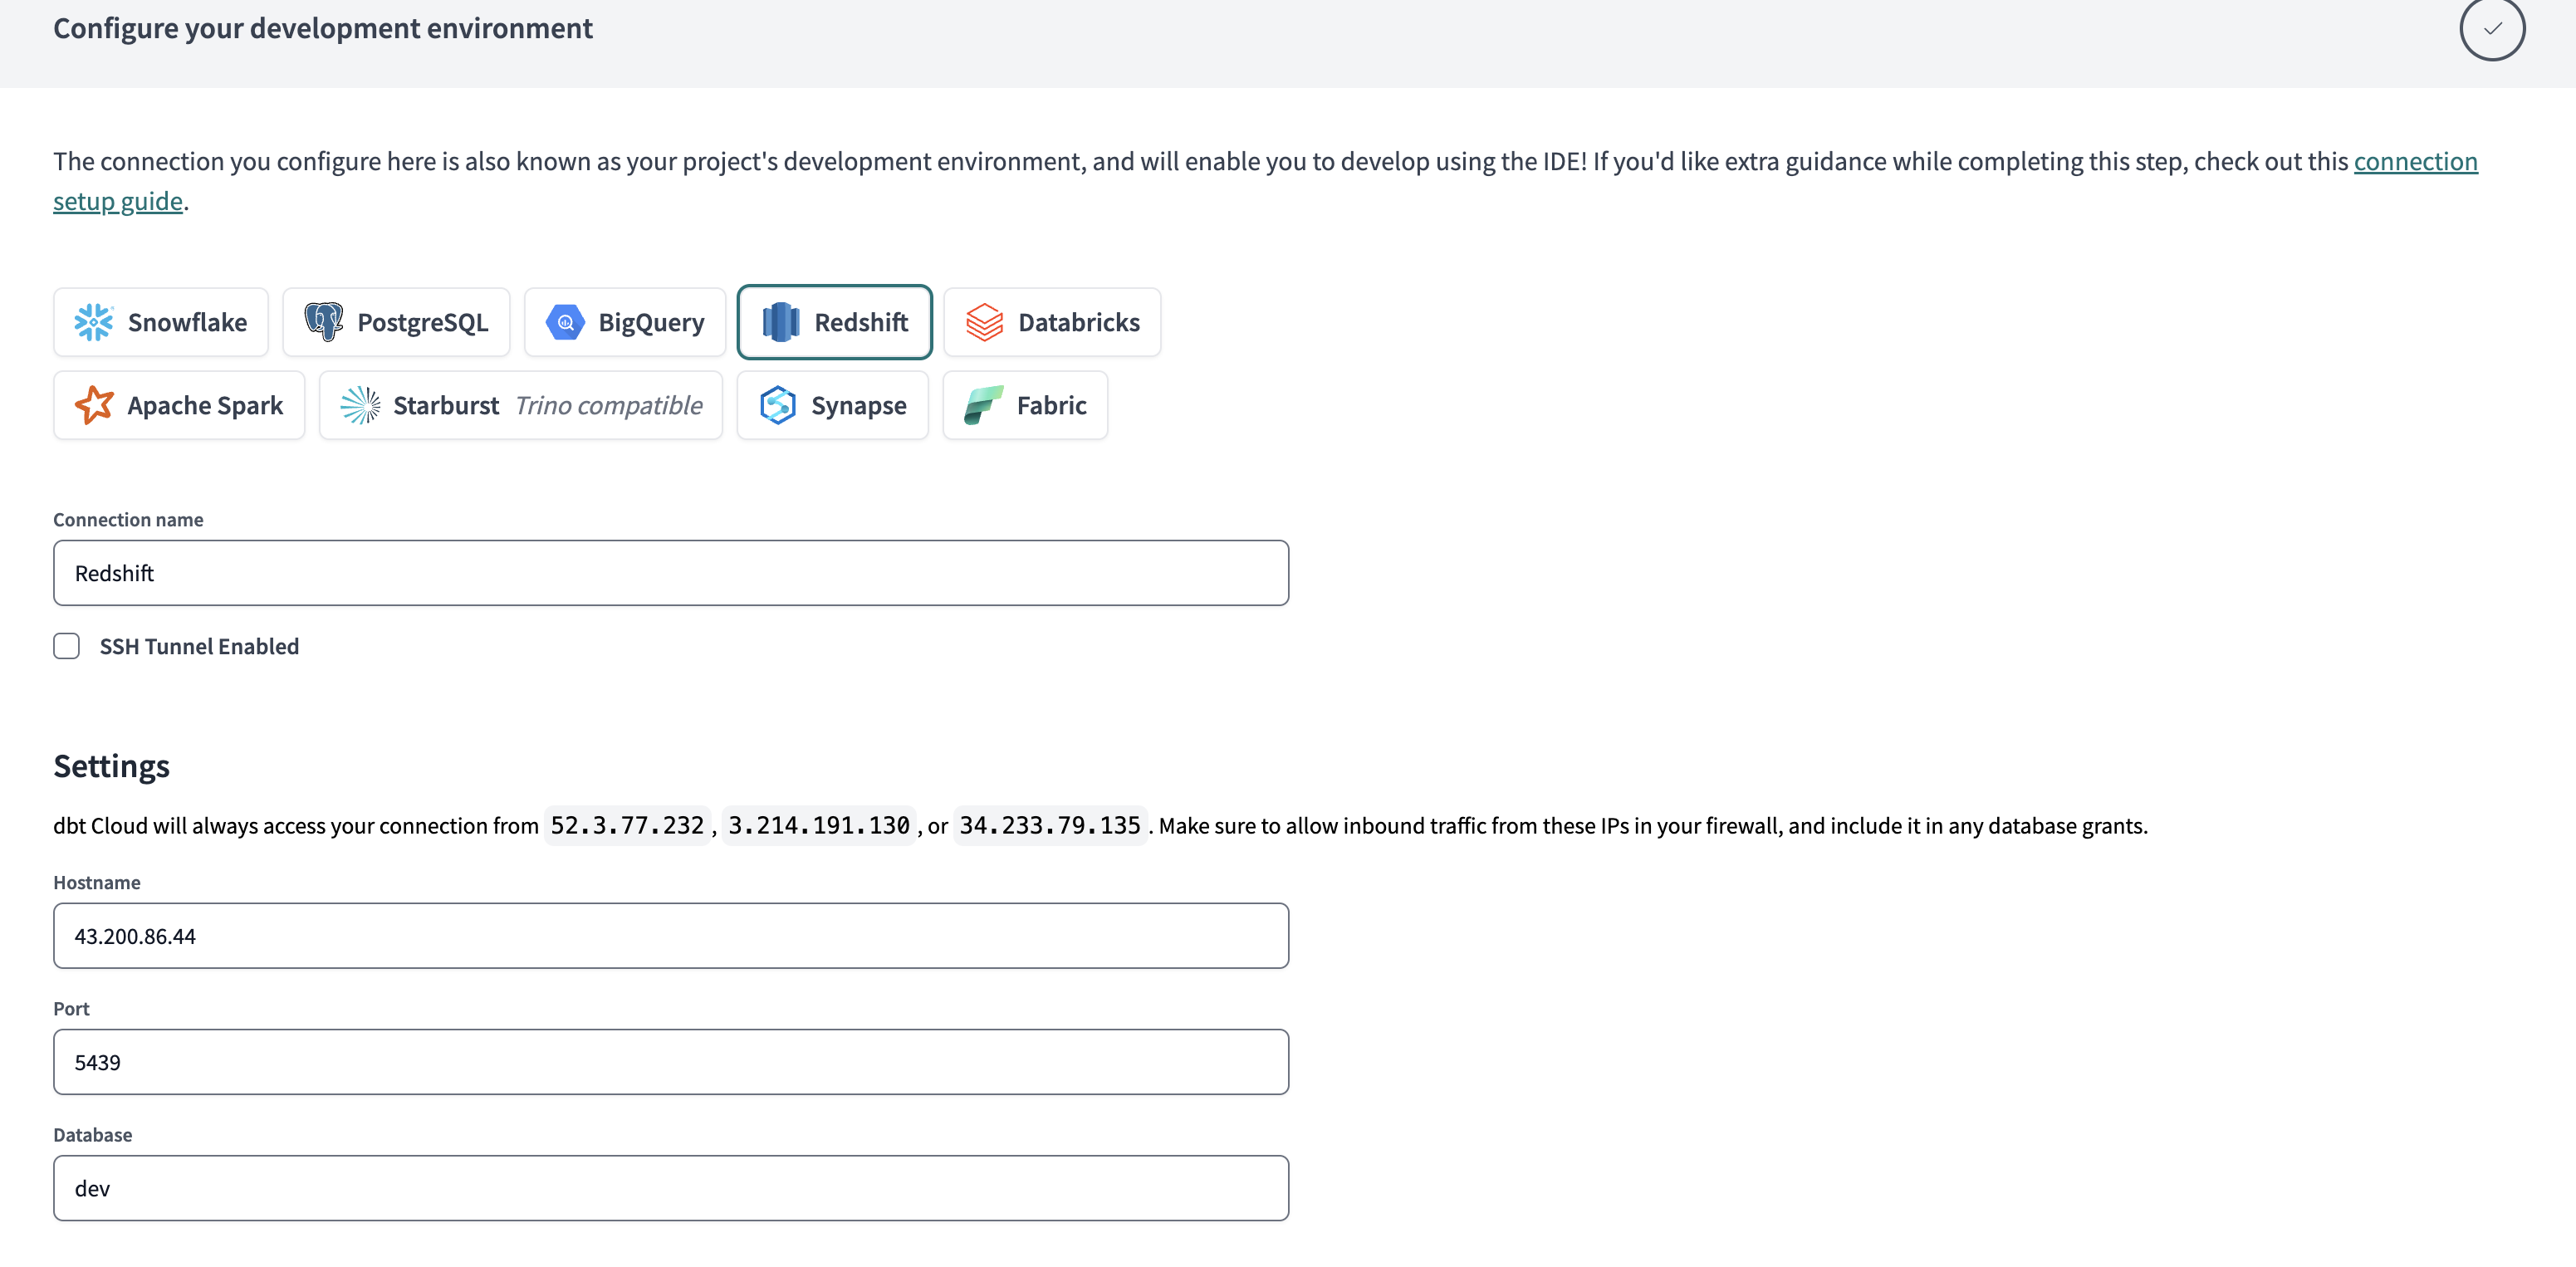 Configure your development environment
The connection you configure here is also known as your project's development environment, and will enable you to develop using the IDE! If you'd like extra guidance while completing this step, check out this connection
setup guide.
Snowflake PostgreSQL BigQuery Redshift Databricks
Apache Spark Starburst Trino compatible Synapse Fabric
Connection name
Redshift
SSH Tunnel Enabled
Settings
dbt Cloud will always access your connection from 52.3.77.232, 3.214.191.130, or 34.233.79.135. Make sure to allow inbound traffic from these IPs in your firewall, and include it in any database grants.
Hostname
43.200.86.44
Port
5439
Database
dev